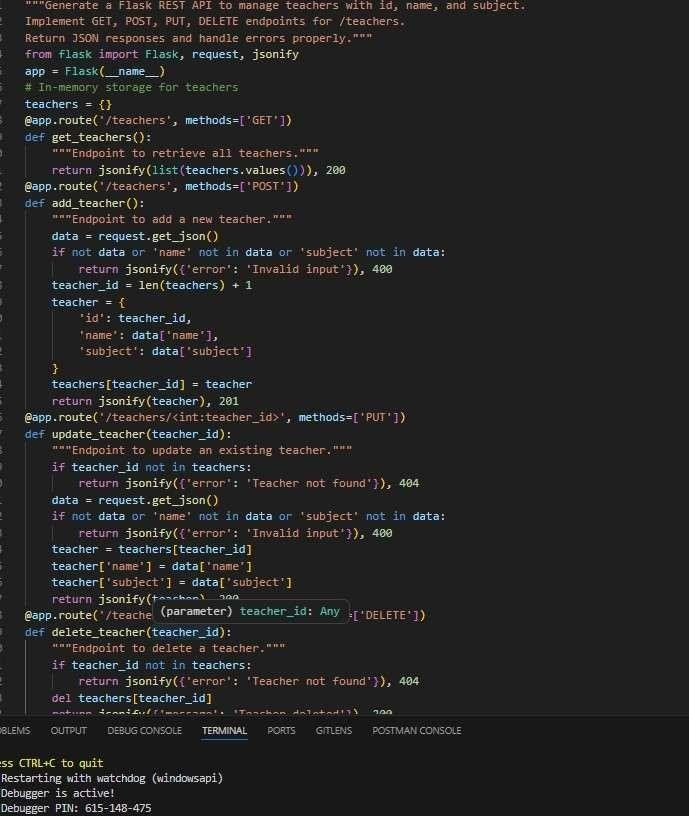 """Generate a Flask REST API to manage teachers with id, name, and subject.
Implement GET, POST, PUT, DELETE endpoints for /teachers.
Return JSON responses and handle errors properly."""
from flask import Flask, request, jsonify
app = Flask(__name__)
# In-memory storage for teachers
teachers = {}
@app.route('/teachers', methods=['GET'])
def get_teachers():
    """Endpoint to retrieve all teachers."""
    return jsonify(list(teachers.values())), 200
@app.route('/teachers', methods=['POST'])
def add_teacher():
    """Endpoint to add a new teacher."""
    data = request.get_json()
    if not data or 'name' not in data or 'subject' not in data:
        return jsonify({'error': 'Invalid input'}), 400
    teacher_id = len(teachers) + 1
    teacher = {
        'id': teacher_id,
        'name': data['name'],
        'subject': data['subject']
    }
    teachers[teacher_id] = teacher
    return jsonify(teacher), 201
@app.route('/teachers/<int:teacher_id>', methods=['PUT'])
def update_teacher(teacher_id):
    """Endpoint to update an existing teacher."""
    if teacher_id not in teachers:
        return jsonify({'error': 'Teacher not found'}), 404
    data = request.get_json()
    if not data or 'name' not in data or 'subject' not in data:
        return jsonify({'error': 'Invalid input'}), 400
    teacher = teachers[teacher_id]
    teacher['name'] = data['name']
    teacher['subject'] = data['subject']
    return jsonify(teacher), 200
(parameter) teacher_id: Any
@app.route('/teache =['DELETE'])
def delete_teacher(teacher_id):
    """Endpoint to delete a teacher."""
    if teacher_id not in teachers:
        return jsonify({'error': 'Teacher not found'}), 404
    del teachers[teacher_id]
    return jsonify({'message': 'Teacher deleted'}), 200
OBLEMS OUTPUT DEBUG CONSOLE TERMINAL PORTS GITLENS POSTMAN CONSOLE
ess CTRL+C to quit
Restarting with watchdog (windowsapi)
Debugger is active!
Debugger PIN: 615-148-475